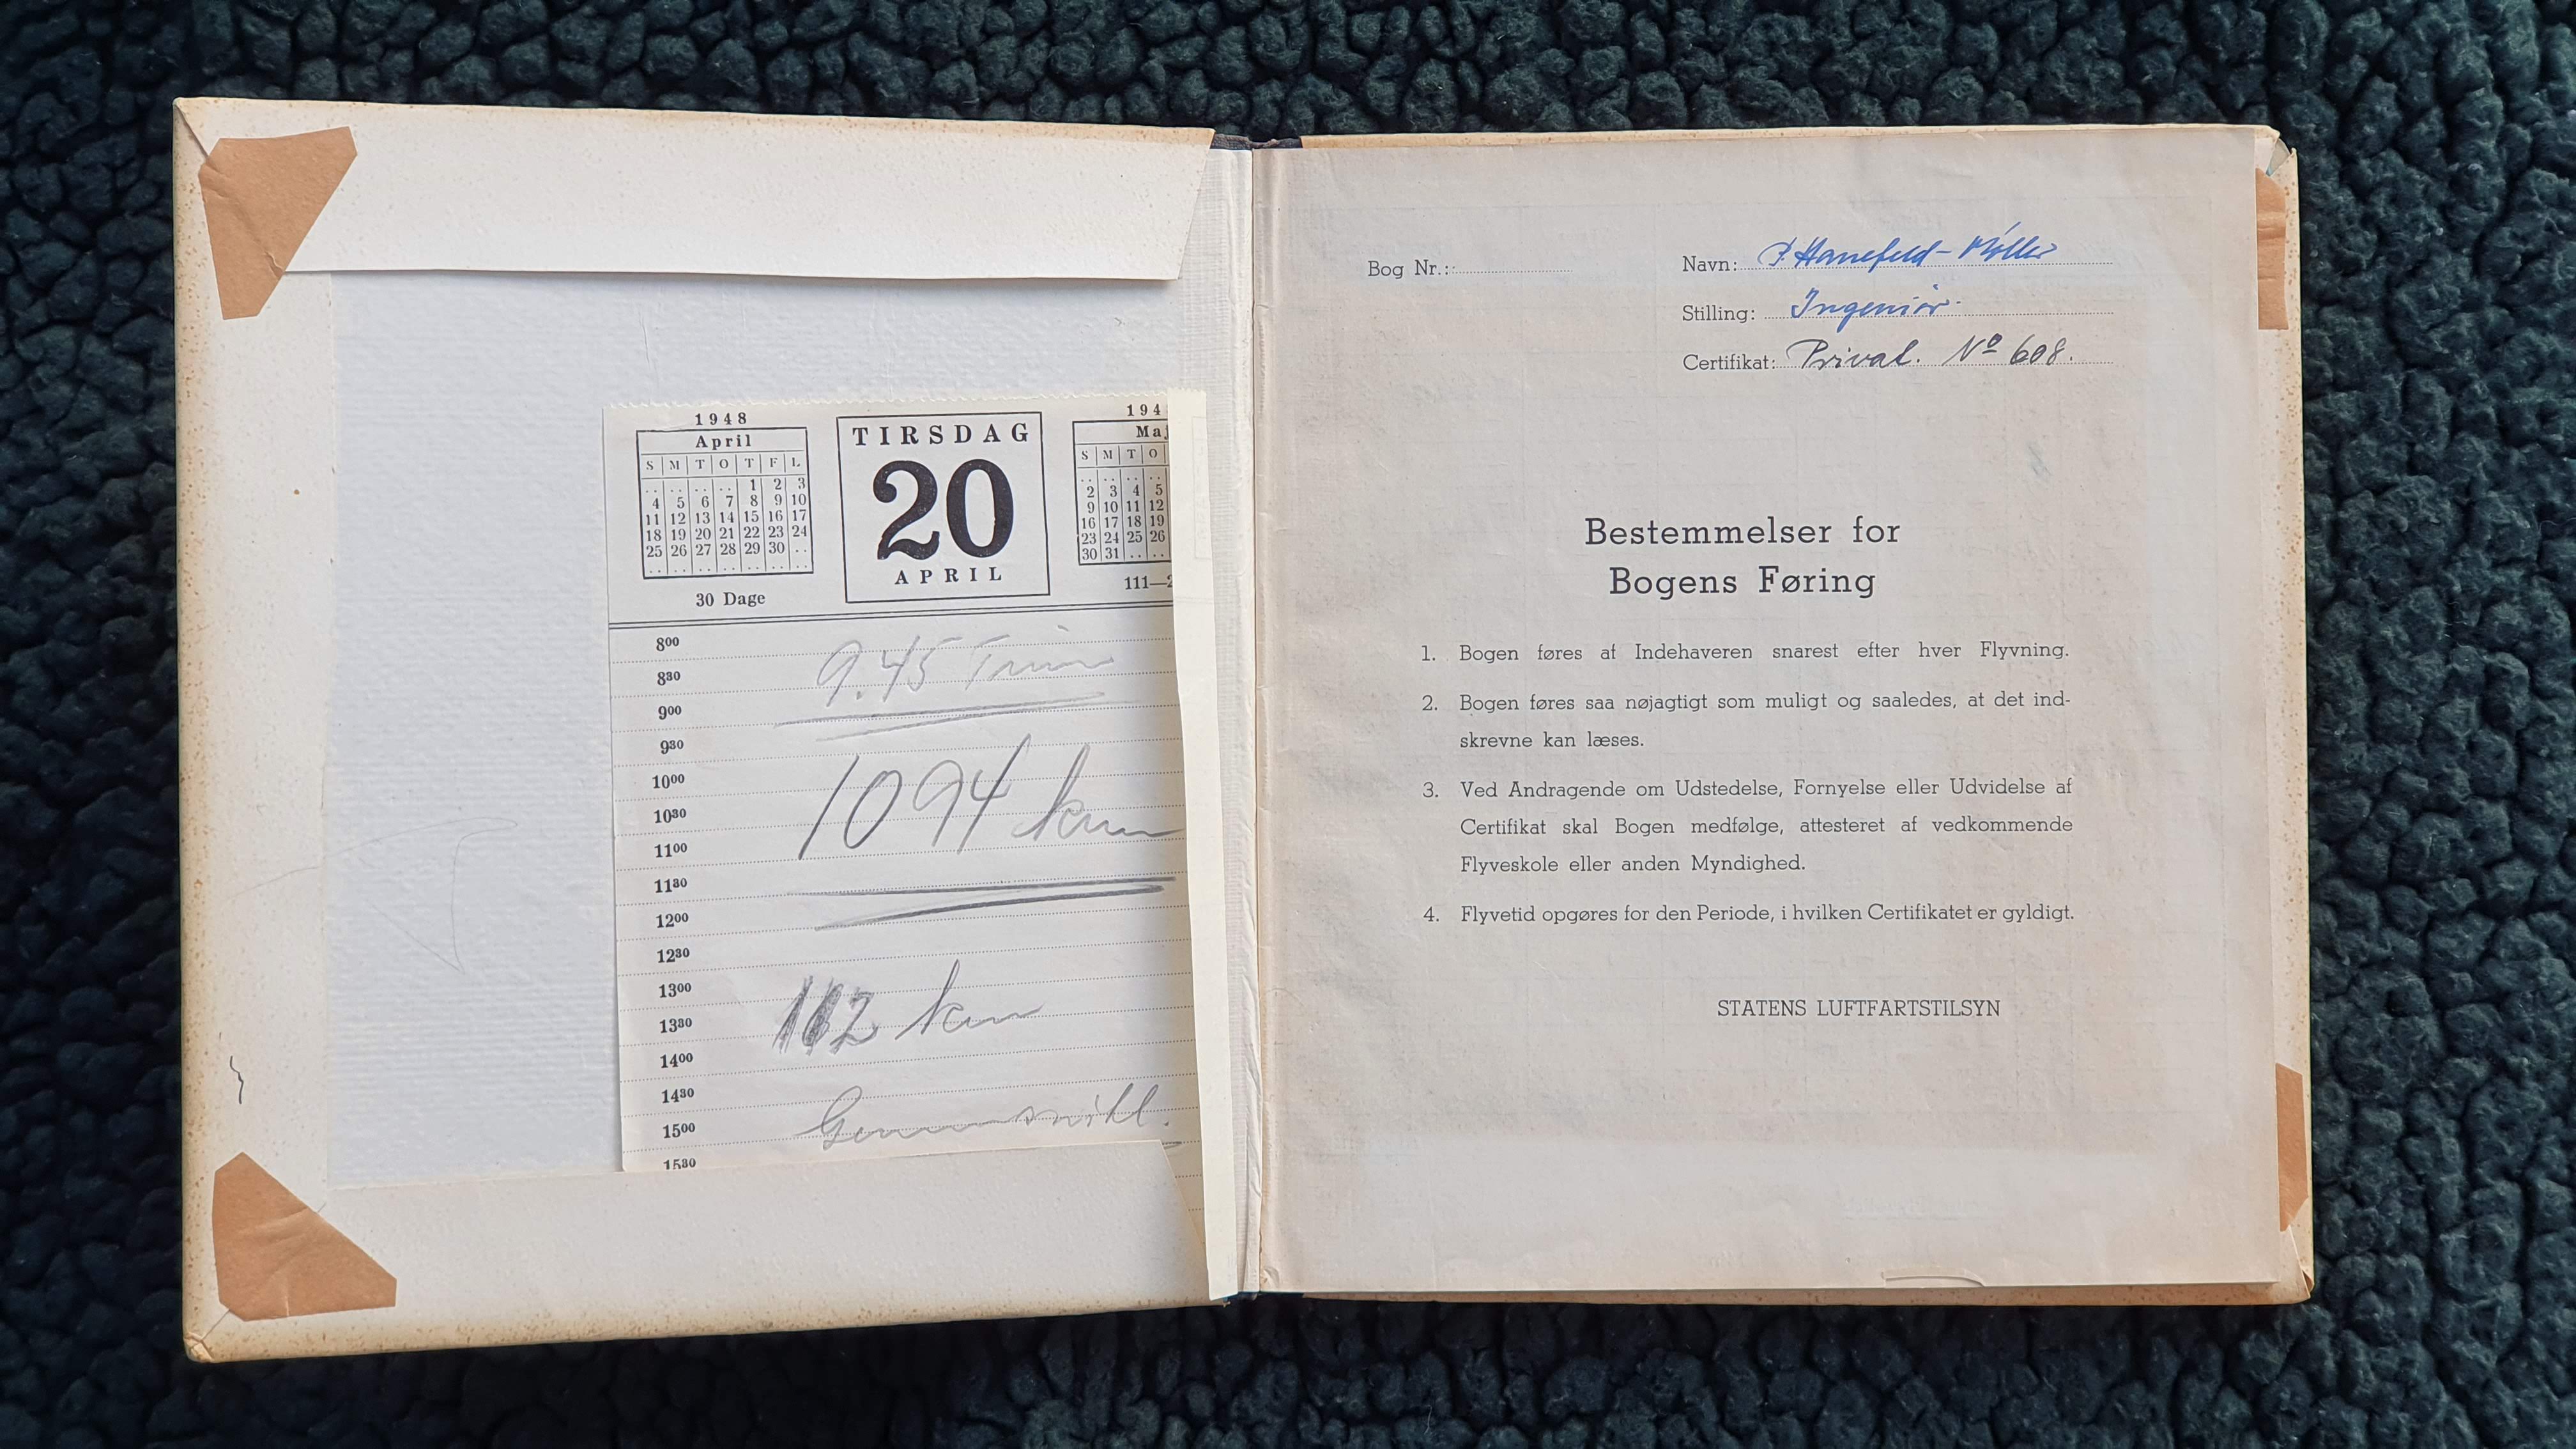 1948
April
S M T O T F L
.. .. .. .. 1 2 3
4 5 6 7 8 9 10
11 12 13 14 15 16 17
18 19 20 21 22 23 24
25 26 27 28 29 30 ..
.. .. .. .. .. .. ..
30 Dage
TIRSDAG
20
APRIL
194
Maj
S M T O
.. .. .. ..
2 3 4 5
9 10 11 12
16 17 18 19
23 24 25 26
30 31 .. ..
111—2
800
830
900
930
1000
1030
1100
1130
1200
1230
1300
1330
1400
1430
1500
1530
9.45 Timer
1094 km
112 km
Gennemsnitl.
Bog Nr.:
Navn: P. Hanefeld-Møller
Stilling: Ingeniør.
Certifikat: Privat. Nº 608.
Bestemmelser for
Bogens Føring
1. Bogen føres af Indehaveren snarest efter hver Flyvning.
2. Bogen føres saa nøjagtigt som muligt og saaledes, at det ind-
skrevne kan læses.
3. Ved Andragende om Udstedelse, Fornyelse eller Udvidelse af
Certifikat skal Bogen medfølge, attesteret af vedkommende
Flyveskole eller anden Myndighed.
4. Flyvetid opgøres for den Periode, i hvilken Certifikatet er gyldigt.
STATENS LUFTFARTSTILSYN